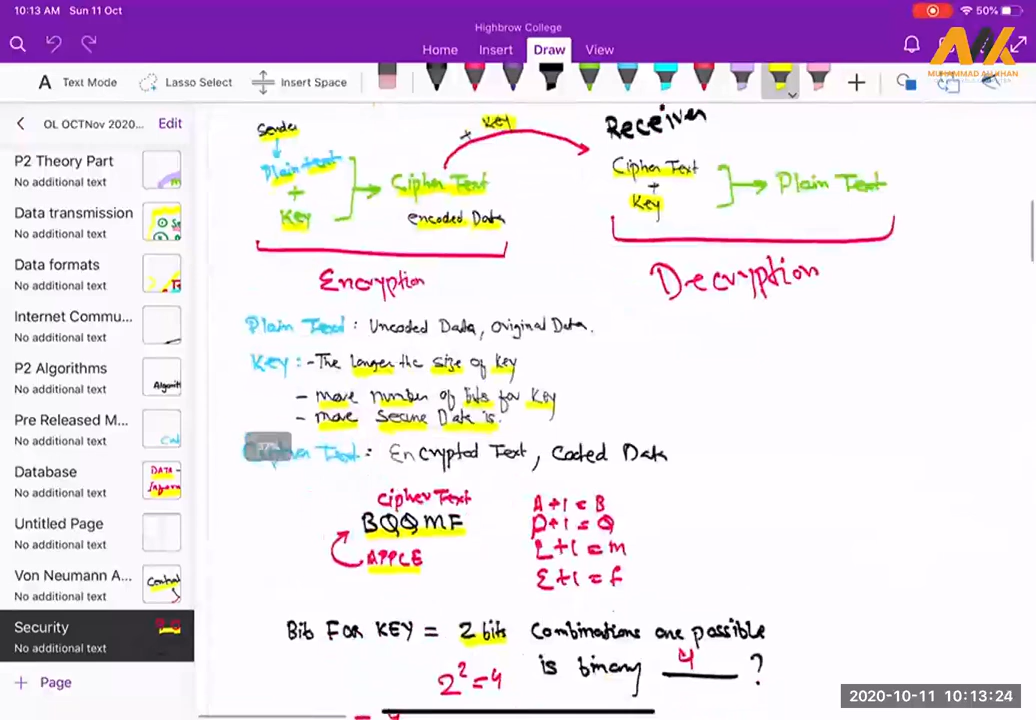 10:13 AM Sun 11 Oct
50%
Highbrow College
Home Insert Draw View
MUHAMMAD ALI KHAN
A Text Mode Lasso Select Insert Space
OL OCTNov 2020... Edit
P2 Theory Part
No additional text
Data transmission
No additional text
Data formats
No additional text
Internet Commu...
No additional text
P2 Algorithms
No additional text
Pre Released M...
No additional text
Database
No additional text
Untitled Page
No additional text
Von Neumann A...
No additional text
Security
No additional text
+ Page
Sender
Plain text
+
Key
Cipher Text
encoded Data
+ Key
Encryption
Receiver
Cipher Text
+
Key
Plain Text
Decryption
Plain Text : Uncoded Data, Original Data.
Key :- The longer the size of key
- more number of bits for key
- more secure Data is.
37%
Text : Encrypted Text, Coded Data
Cipher Text
BQQMF
APPLE
A+1 = B
P+1 = Q
L+1 = m
E+1 = f
Bits FOR KEY = 2 bits Combinations are possible
is binary 4 ?
2²=4
2020-10-11 10:13:24